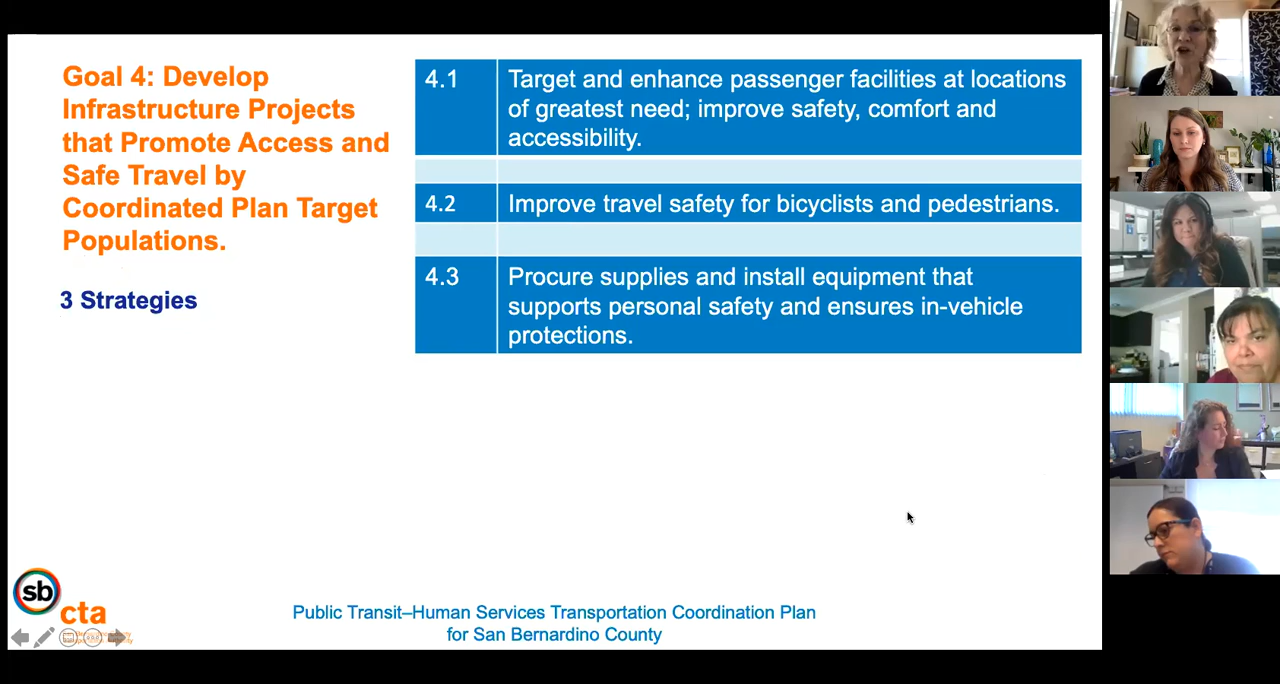 Goal 4: Develop
Infrastructure Projects
that Promote Access and
Safe Travel by
Coordinated Plan Target
Populations.
3 Strategies
4.1
Target and enhance passenger facilities at locations
of greatest need; improve safety, comfort and
accessibility.
4.2
Improve travel safety for bicyclists and pedestrians.
4.3
Procure supplies and install equipment that
supports personal safety and ensures in-vehicle
protections.
sb
cta
Public Transit–Human Services Transportation Coordination Plan
for San Bernardino County